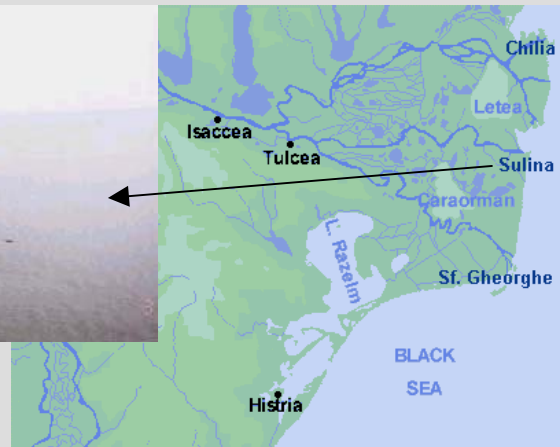 Chilia
Letea
Isaccea
Tulcea
Sulina
Caraorman
L. Razelm
Sf. Gheorghe
BLACK
SEA
Histria